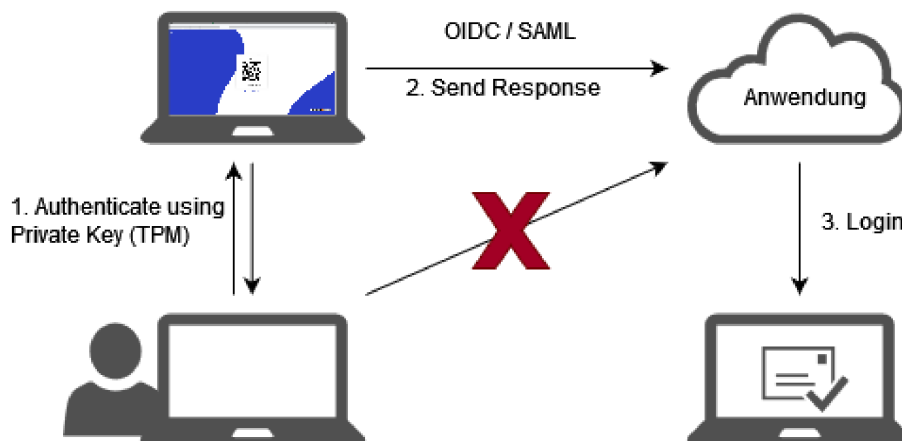 OIDC / SAML
2. Send Response
Anwendung
1. Authenticate using
Private Key (TPM)
3. Login